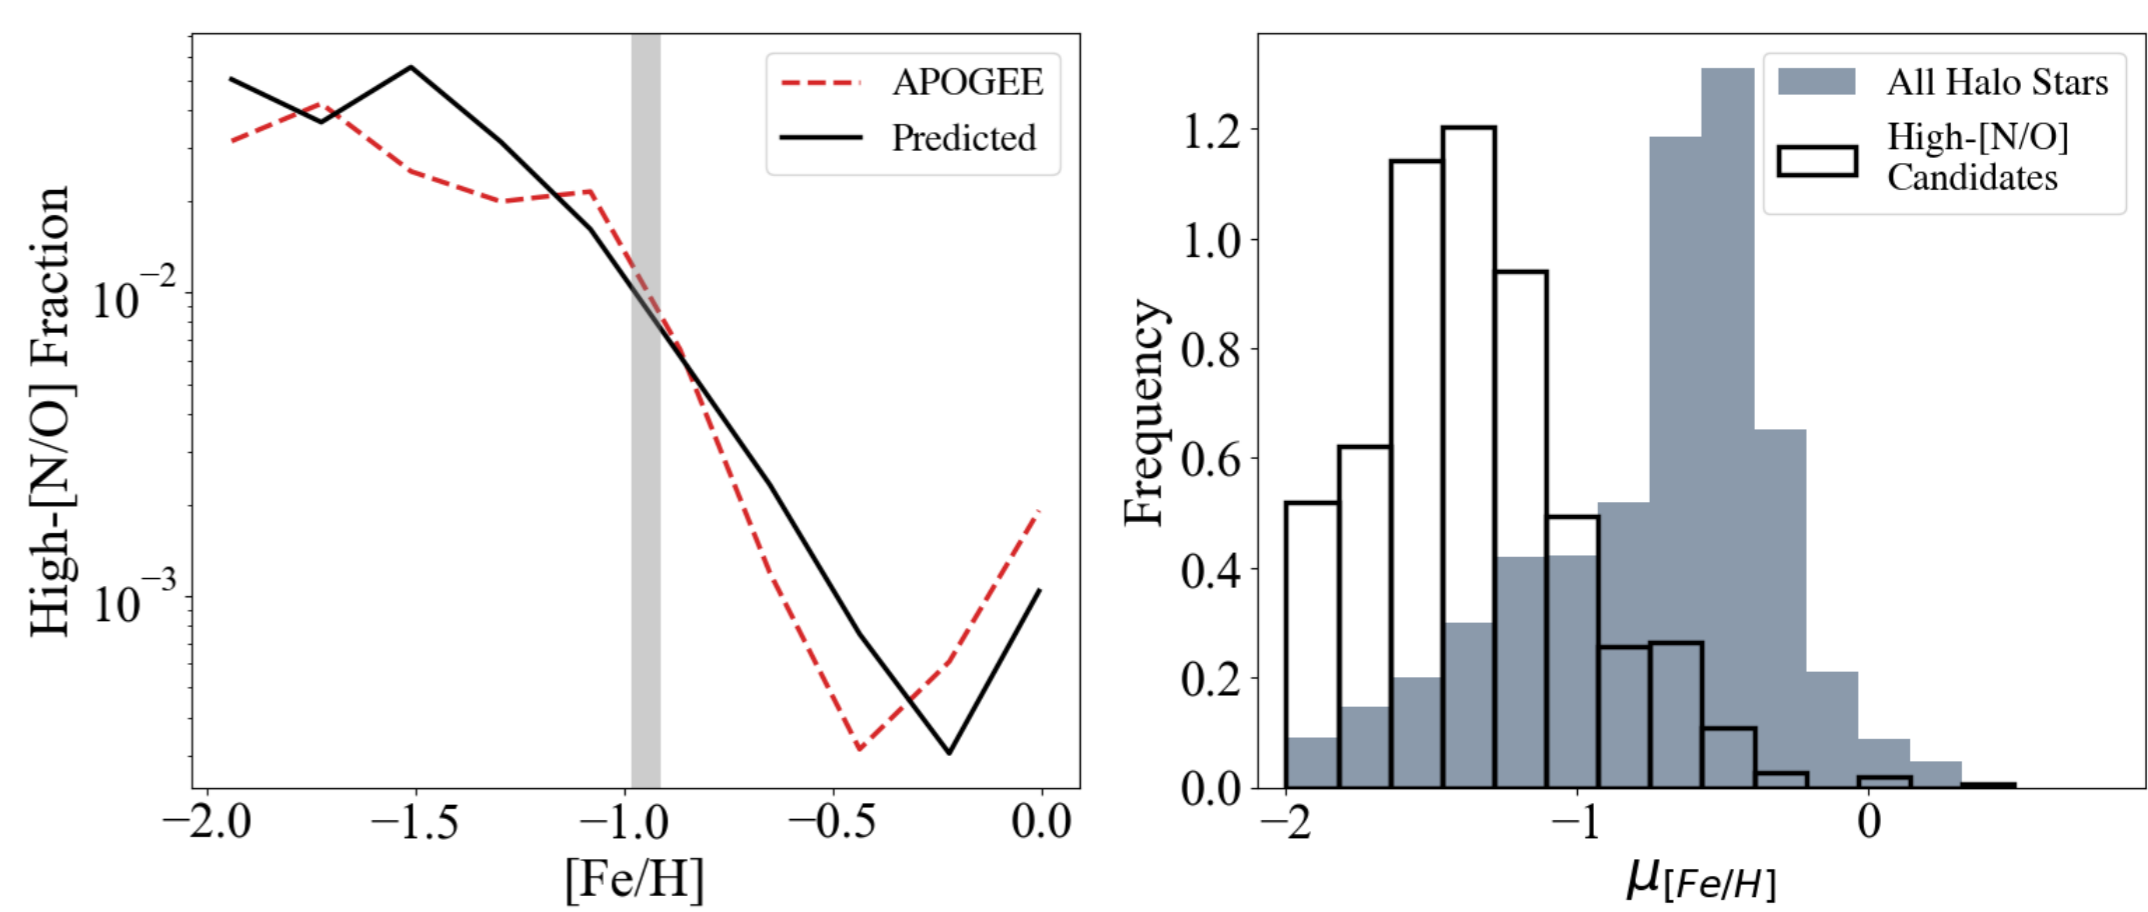 APOGEE
Predicted
High-[N/O] Fraction
10−2
10−3
−2.0 −1.5 −1.0 −0.5 0.0
[Fe/H]
All Halo Stars
High-[N/O]
Candidates
Frequency
1.2
1.0
0.8
0.6
0.4
0.2
0.0
−2 −1 0
μ[Fe/H]